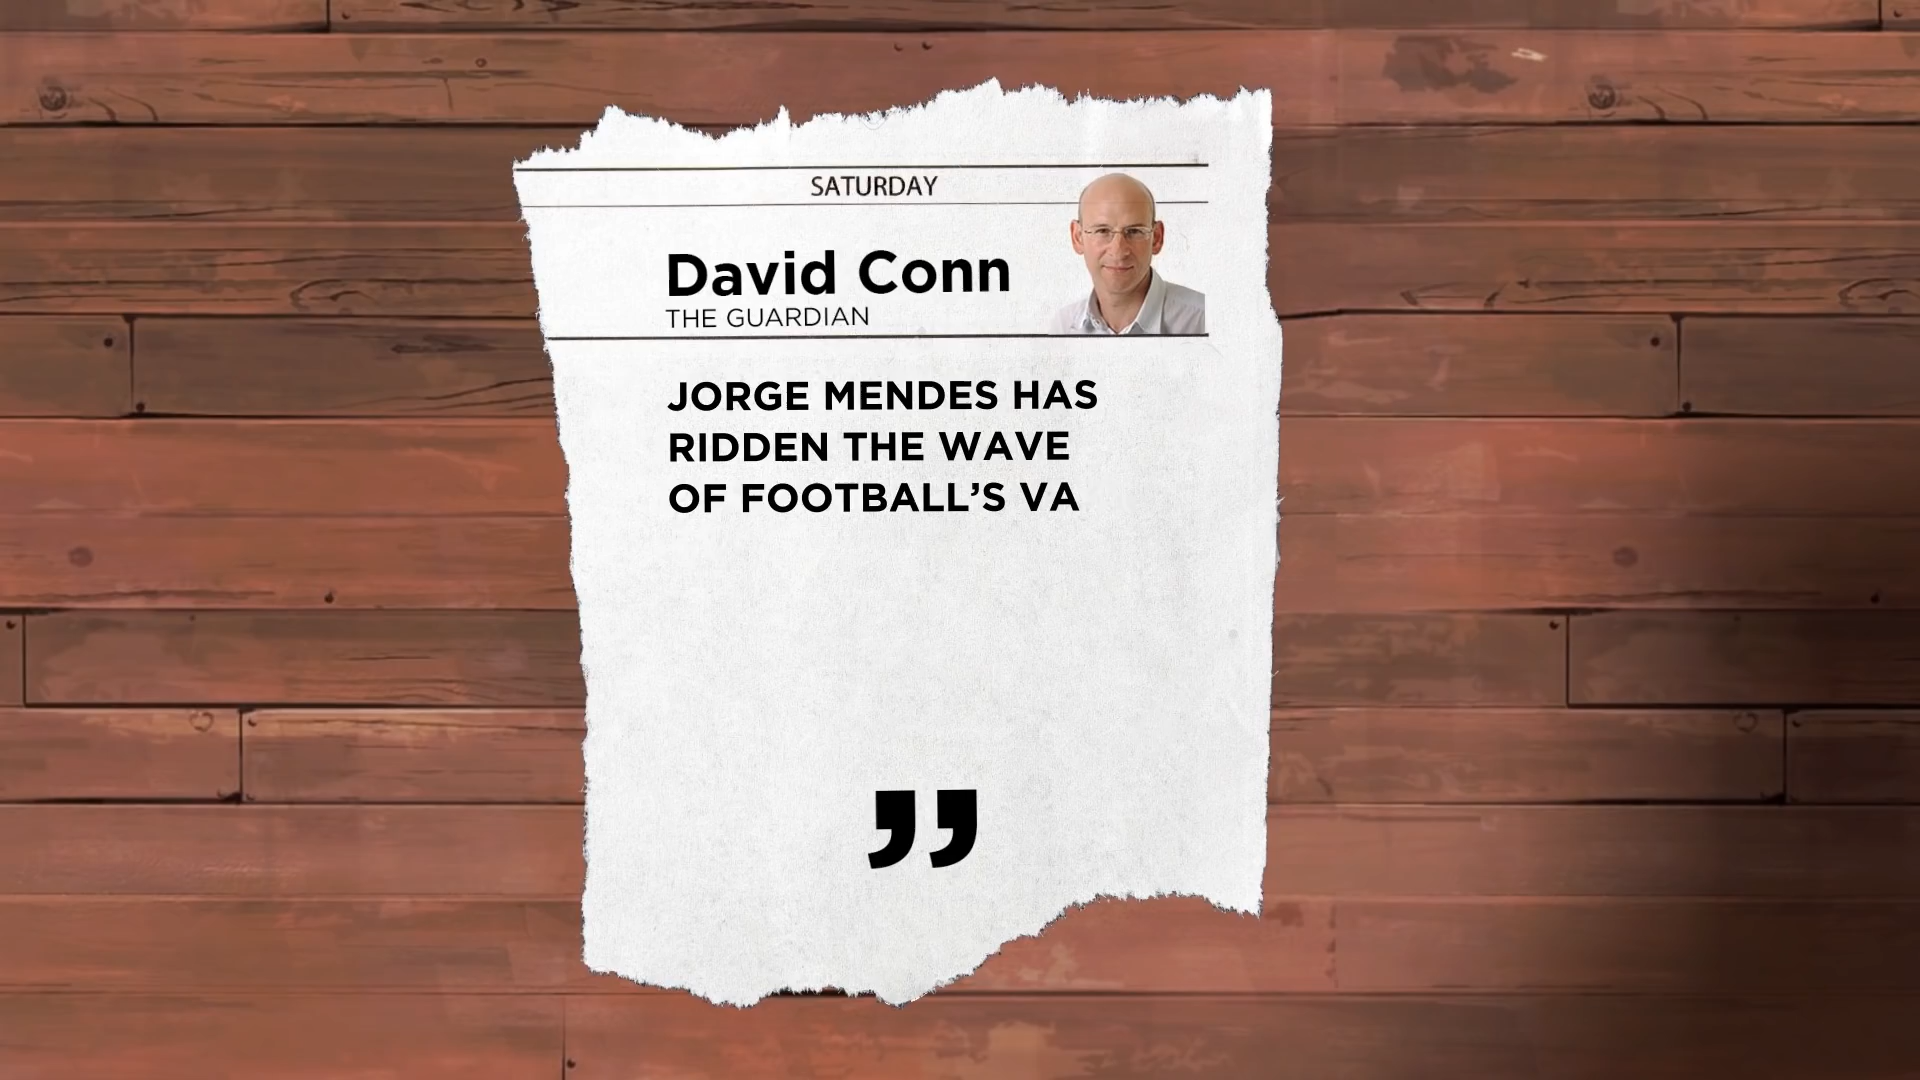 SATURDAY
David Conn
THE GUARDIAN
JORGE MENDES HAS
RIDDEN THE WAVE
OF FOOTBALL’S VA
”